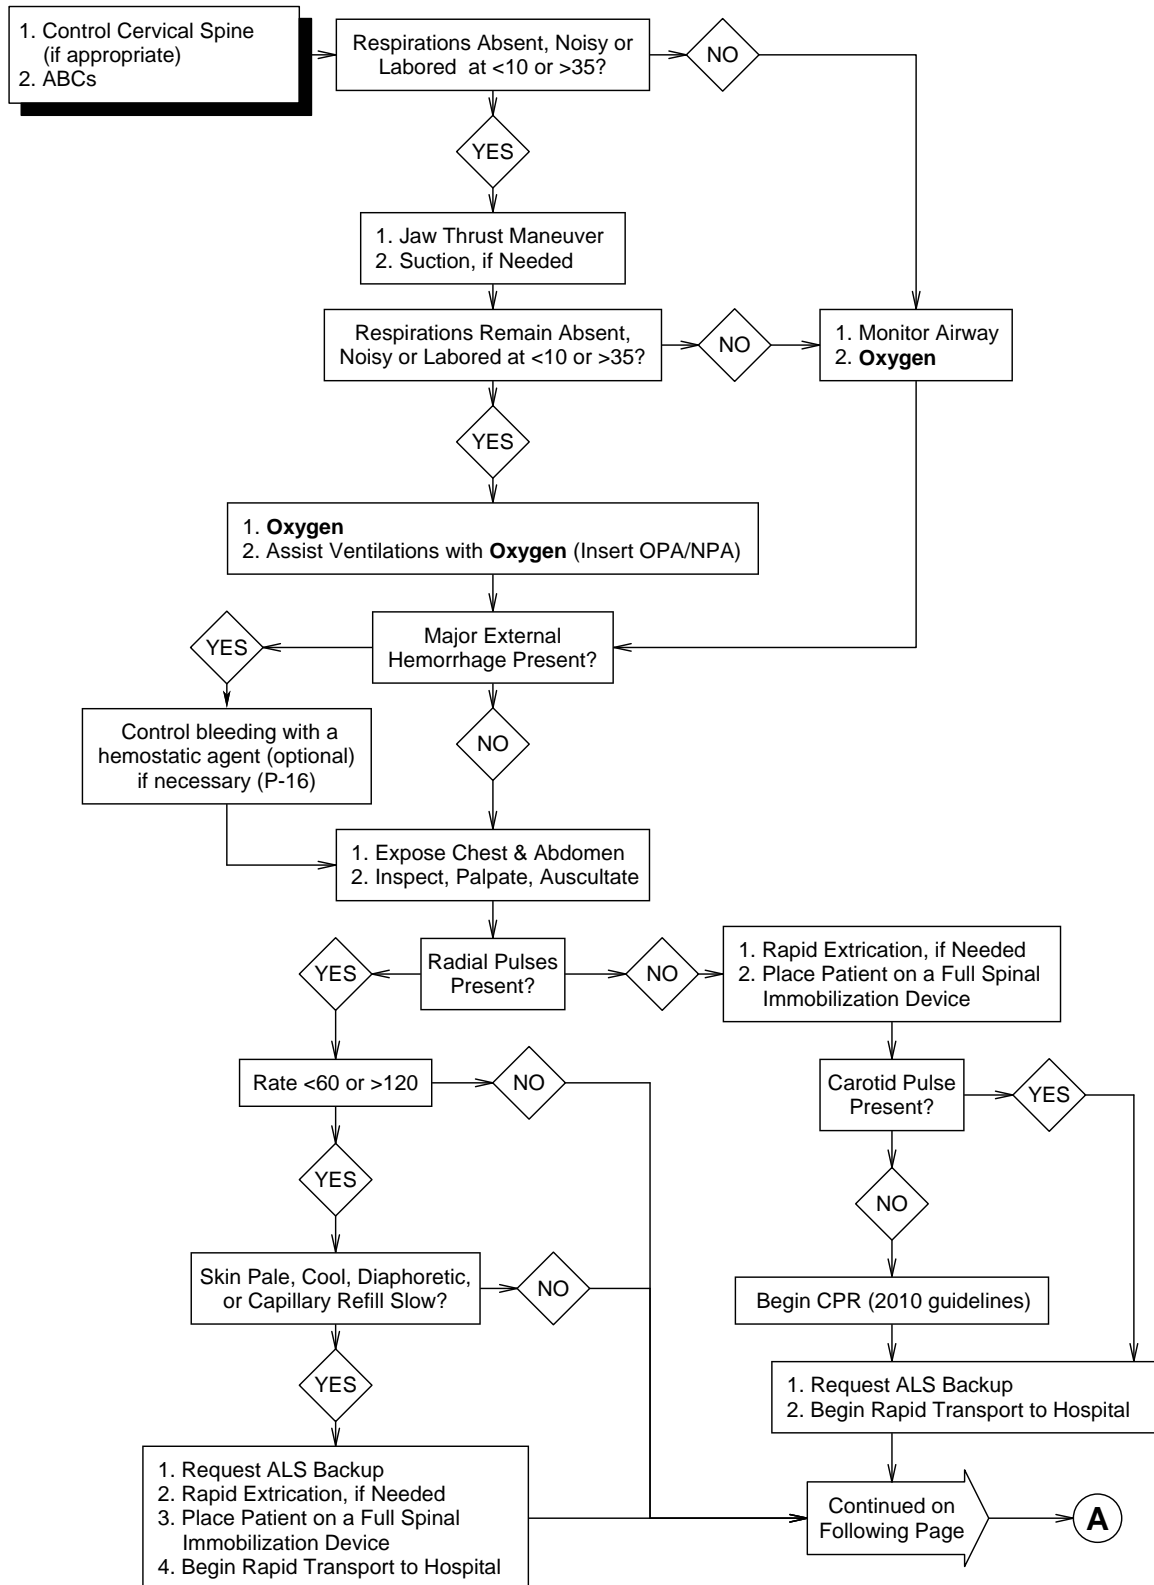 1. Control Cervical Spine
(if appropriate)
2. ABCs
Respirations Absent, Noisy or
Labored at <10 or >35?
NO
YES
1. Jaw Thrust Maneuver
2. Suction, if Needed
Respirations Remain Absent,
Noisy or Labored at <10 or >35?
NO
1. Monitor Airway
2. Oxygen
YES
1. Oxygen
2. Assist Ventilations with Oxygen (Insert OPA/NPA)
Major External
Hemorrhage Present?
YES
Control bleeding with a
hemostatic agent (optional)
if necessary (P-16)
NO
1. Expose Chest & Abdomen
2. Inspect, Palpate, Auscultate
Radial Pulses
Present?
YES
NO
1. Rapid Extrication, if Needed
2. Place Patient on a Full Spinal
Immobilization Device
Rate <60 or >120
NO
Carotid Pulse
Present?
YES
YES
NO
Skin Pale, Cool, Diaphoretic,
or Capillary Refill Slow?
NO
Begin CPR (2010 guidelines)
YES
1. Request ALS Backup
2. Begin Rapid Transport to Hospital
1. Request ALS Backup
2. Rapid Extrication, if Needed
3. Place Patient on a Full Spinal
Immobilization Device
4. Begin Rapid Transport to Hospital
Continued on
Following Page
A